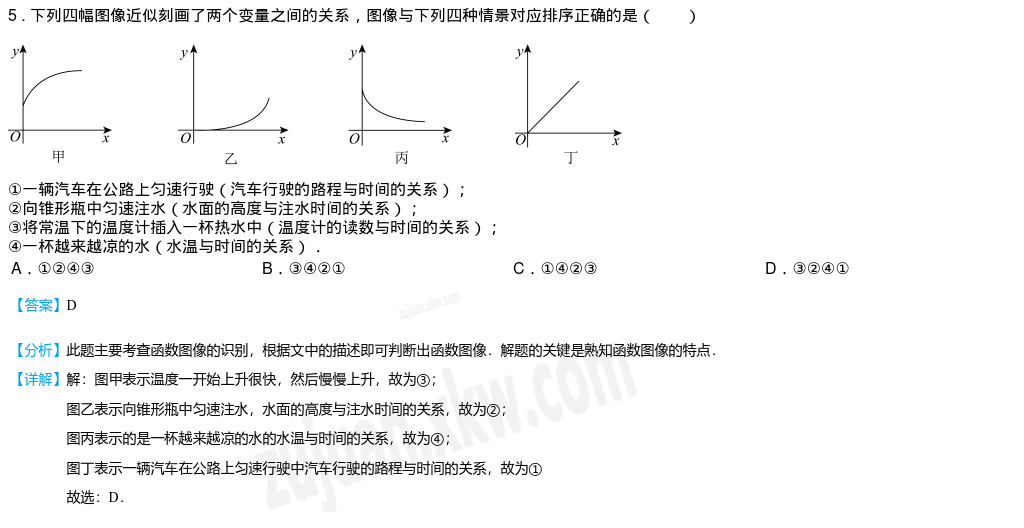 5．下列四幅图像近似刻画了两个变量之间的关系，图像与下列四种情景对应排序正确的是（　　）
y y y y
O x O x O x O x
甲 乙 丙 丁
①一辆汽车在公路上匀速行驶（汽车行驶的路程与时间的关系）；
②向锥形瓶中匀速注水（水面的高度与注水时间的关系）；
③将常温下的温度计插入一杯热水中（温度计的读数与时间的关系）；
④一杯越来越凉的水（水温与时间的关系）．
A．①②④③ B．③④②① C．①④②③ D．③②④①
【答案】D
zujuan.xkw.com
【分析】此题主要考查函数图像的识别，根据文中的描述即可判断出函数图像．解题的关键是熟知函数图像的特点．
【详解】解：图甲表示温度一开始上升很快，然后慢慢上升，故为③；
图乙表示向锥形瓶中匀速注水，水面的高度与注水时间的关系，故为②；
图丙表示的是一杯越来越凉的水的水温与时间的关系，故为④；
图丁表示一辆汽车在公路上匀速行驶中汽车行驶的路程与时间的关系，故为①
故选：D．
zujuan.xkw.com